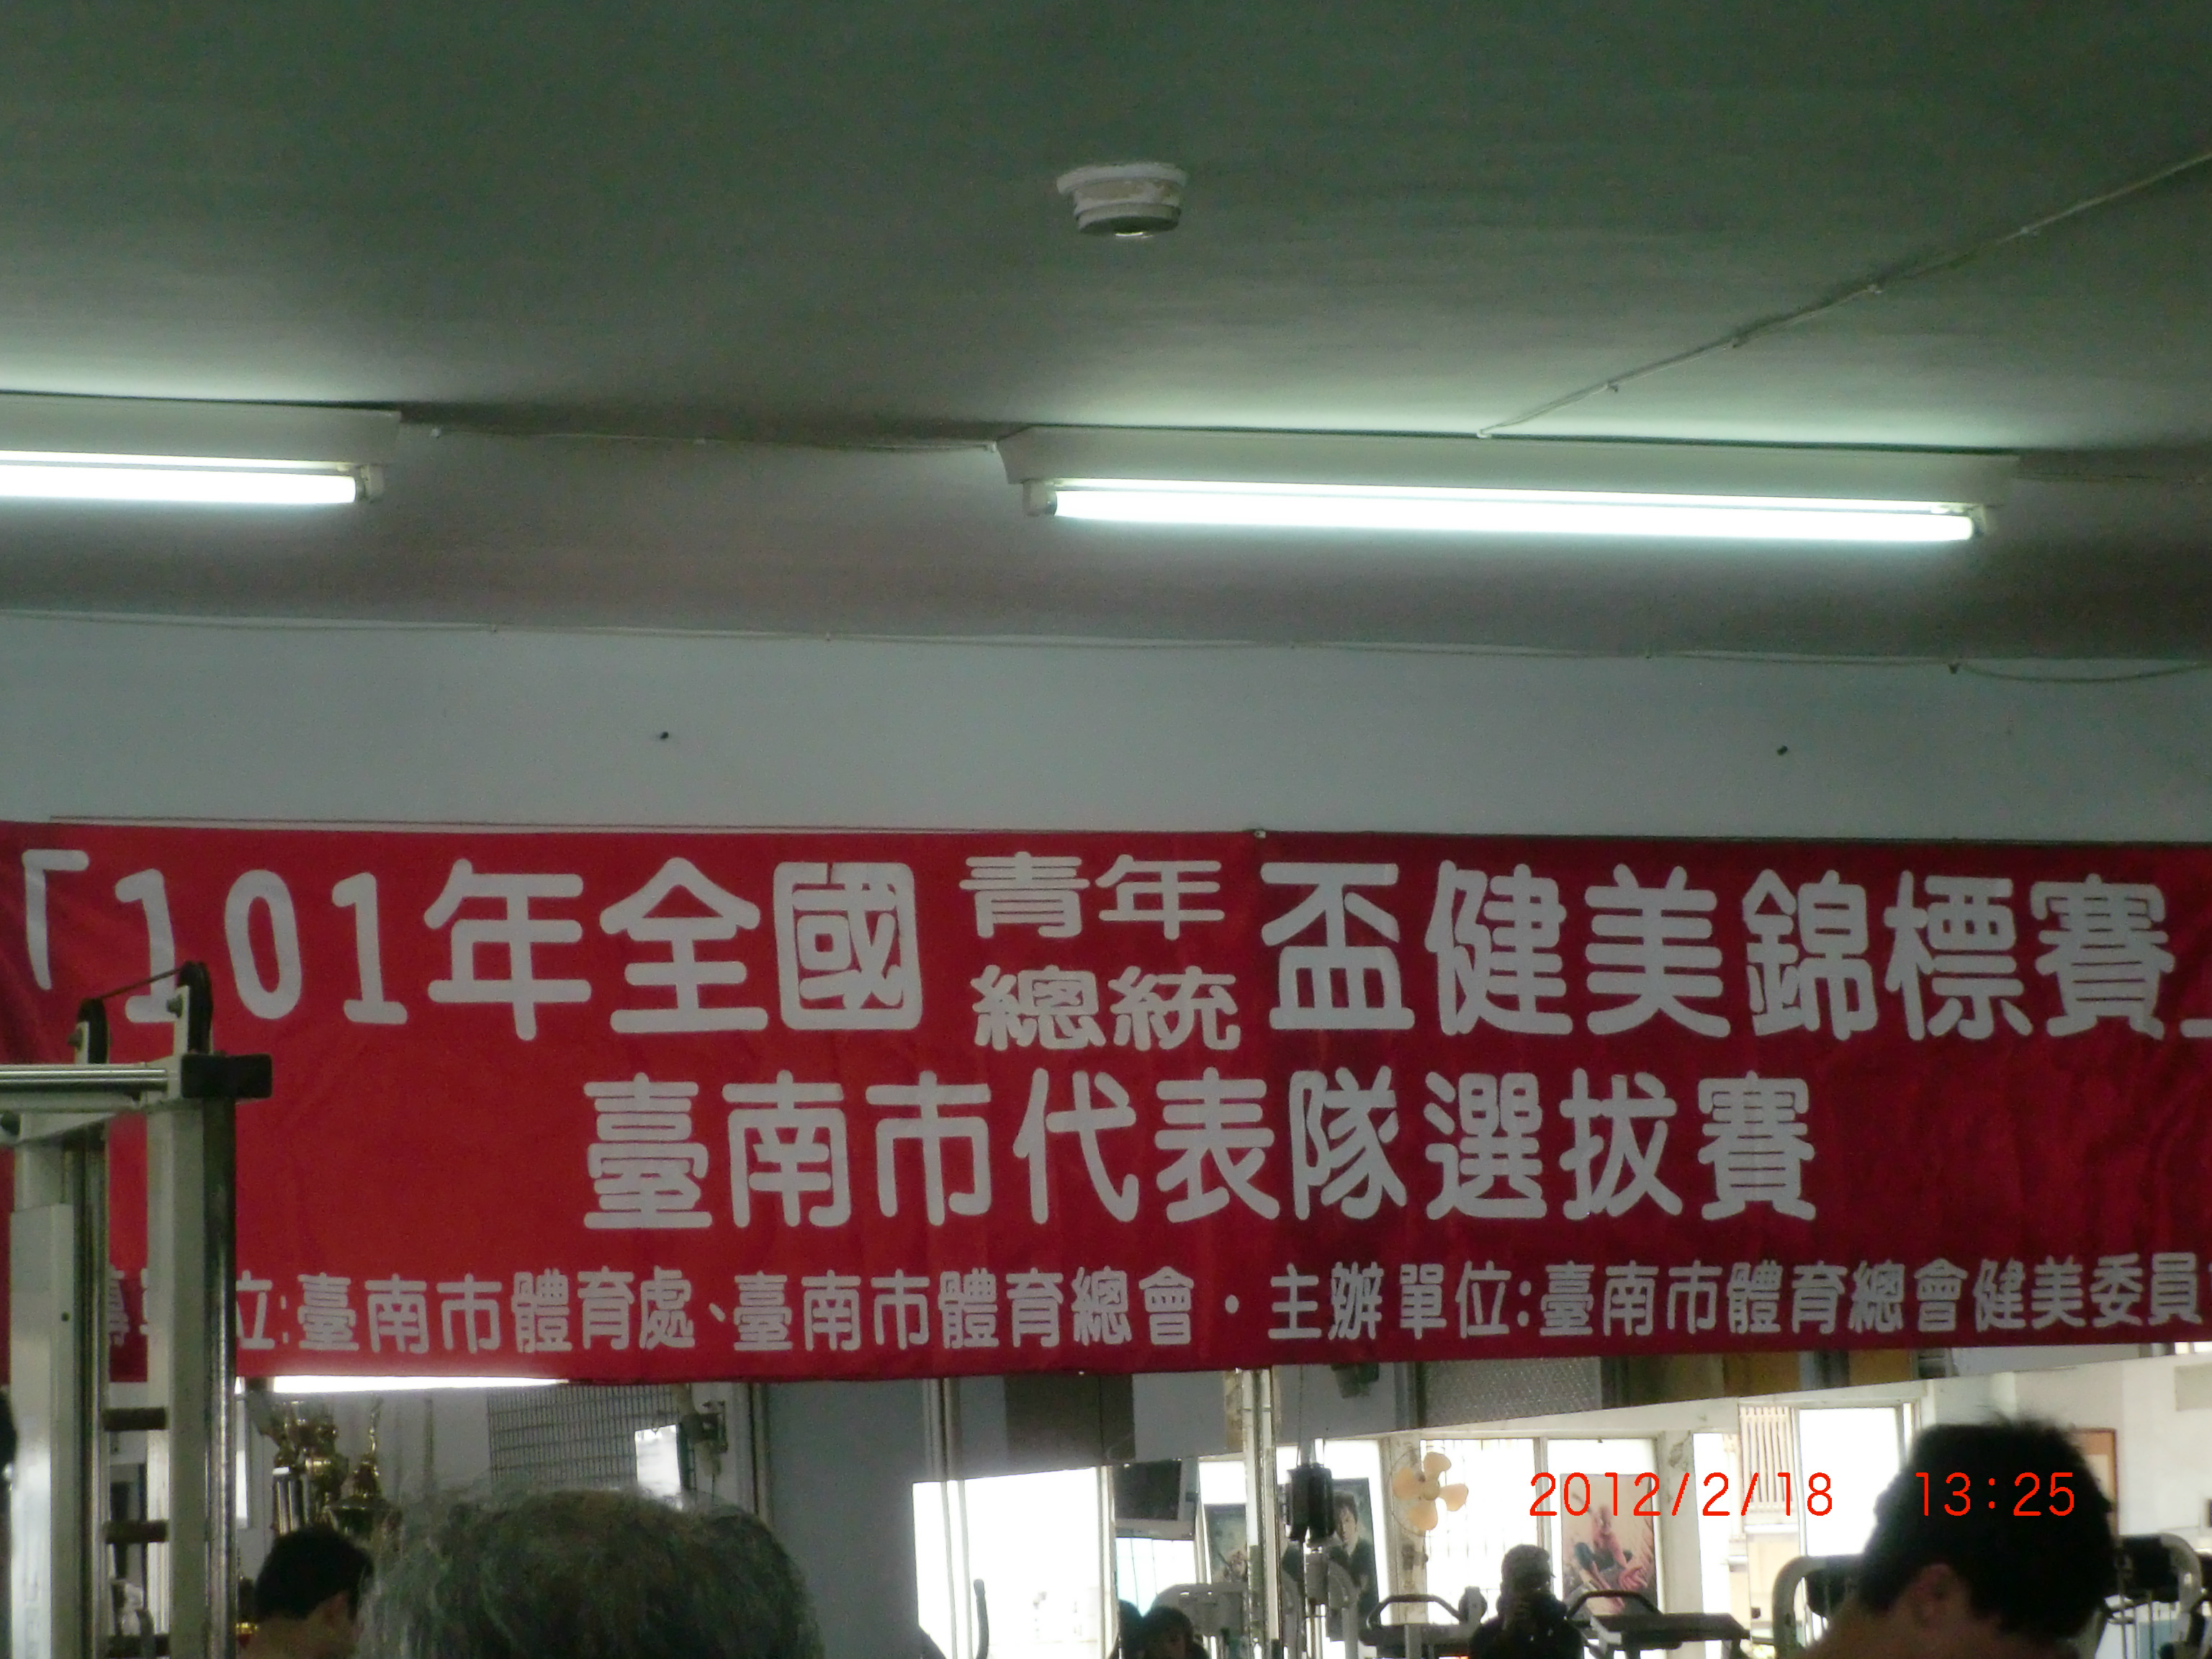 「101年全國 青年 總統 盃健美錦標賽」
臺南市代表隊選拔賽
位:臺南市體育處、臺南市體育總會・主辦單位:臺南市體育總會健美委員
2012/2/18 13:25